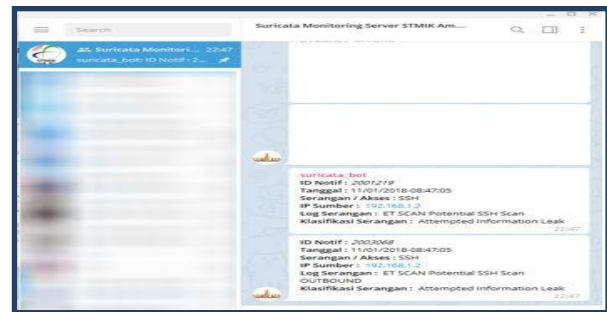 Search
Suricata Monitoring Server STMIK Am...
Suricata Monitori... 22:47
suricata_bot: ID Notif : 2...
suricata_bot
ID Notif : 2001219
Tanggal : 11/01/2018-08:47:05
Serangan / Akses : SSH
IP Sumber : 192.168.1.2
Log Serangan : ET SCAN Potential SSH Scan
Klasifikasi Serangan : Attempted Information Leak
22:47
ID Notif : 2003068
Tanggal : 11/01/2018-08:47:05
Serangan / Akses : SSH
IP Sumber : 192.168.1.2
Log Serangan : ET SCAN Potential SSH Scan
OUTBOUND
Klasifikasi Serangan : Attempted Information Leak
22:47